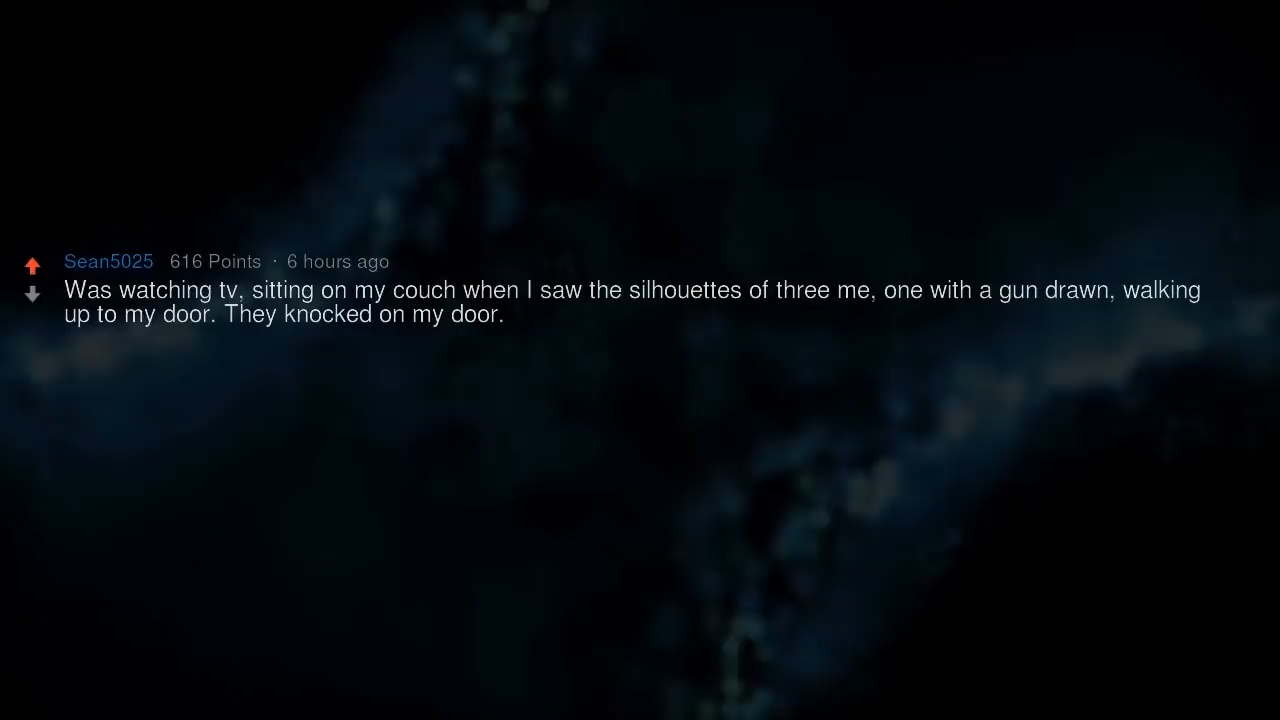 Sean5025 616 Points · 6 hours ago
Was watching tv, sitting on my couch when I saw the silhouettes of three me, one with a gun drawn, walking
up to my door. They knocked on my door.